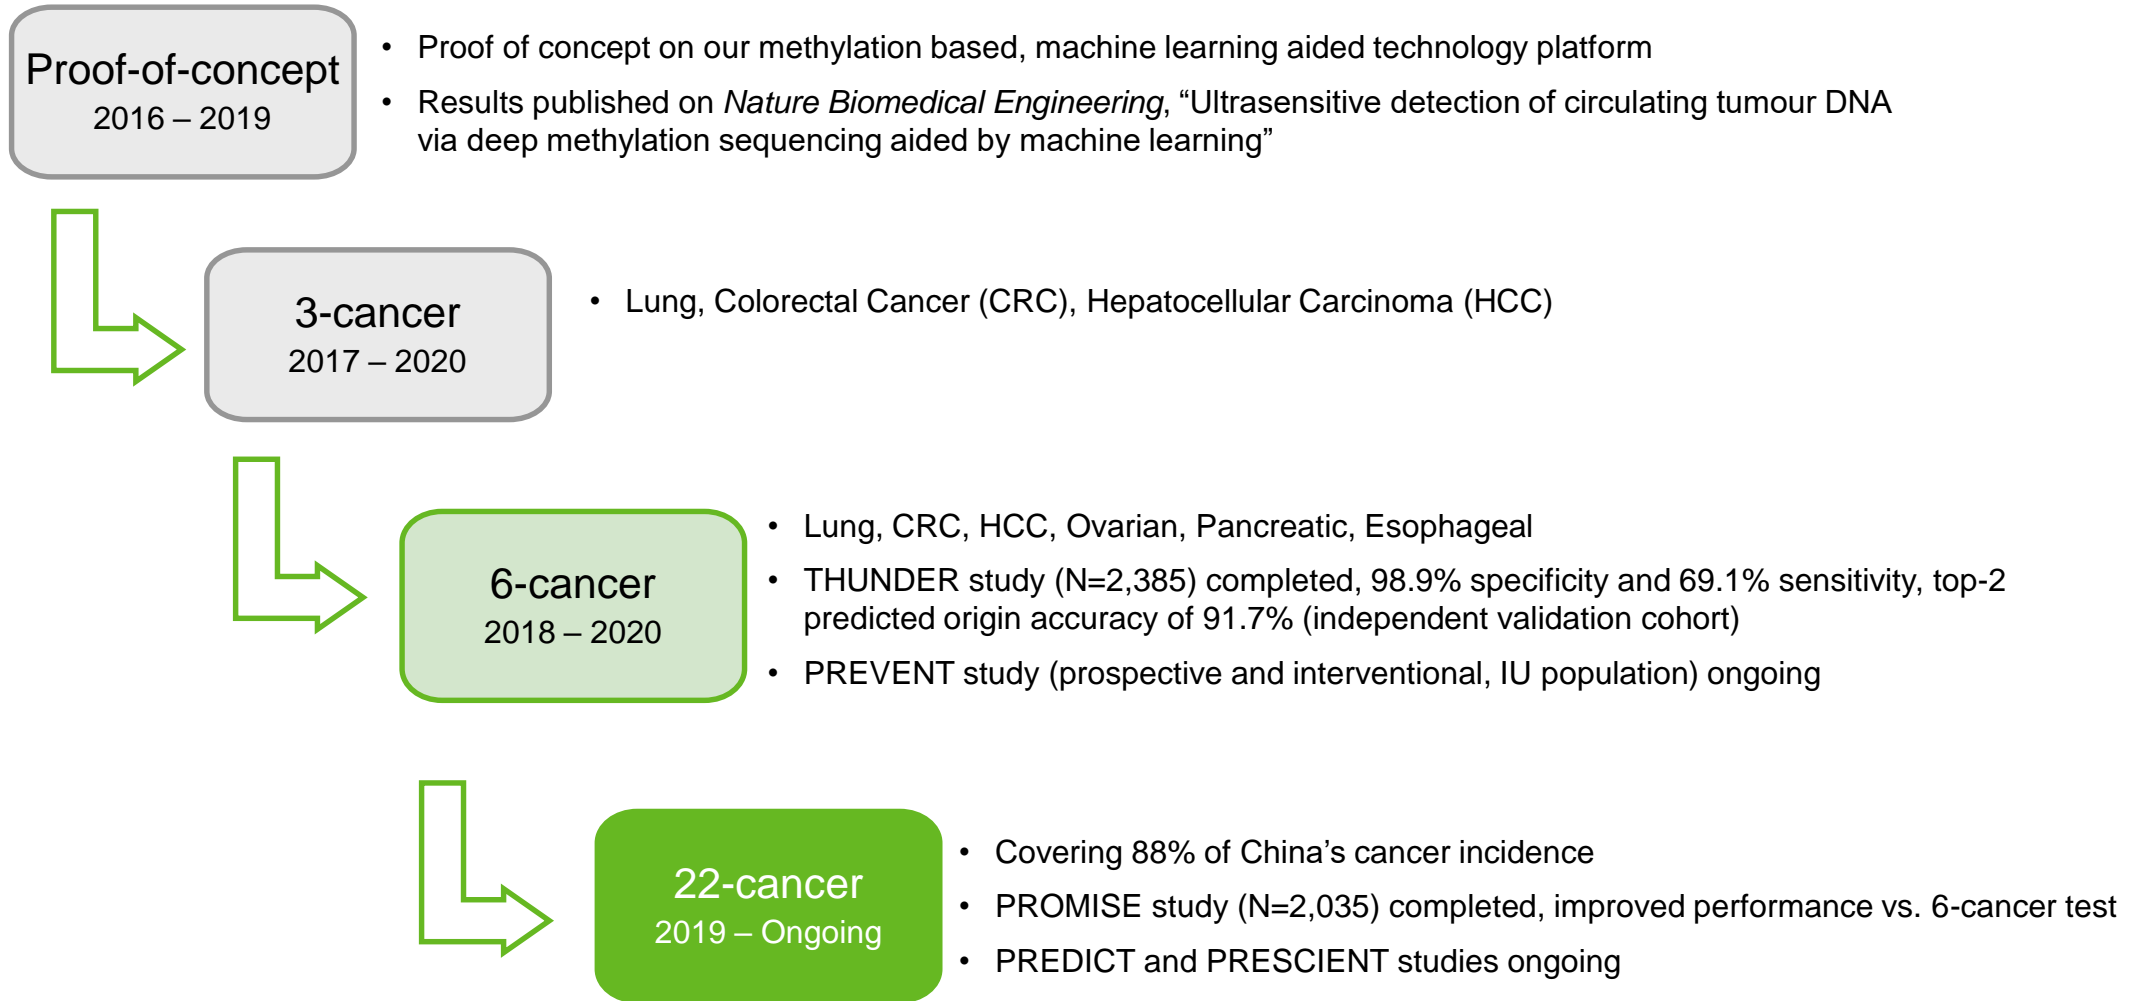 Proof-of-concept
2016 – 2019
• Proof of concept on our methylation based, machine learning aided technology platform
• Results published on Nature Biomedical Engineering, “Ultrasensitive detection of circulating tumour DNA
via deep methylation sequencing aided by machine learning”
3-cancer
2017 – 2020
• Lung, Colorectal Cancer (CRC), Hepatocellular Carcinoma (HCC)
6-cancer
2018 – 2020
• Lung, CRC, HCC, Ovarian, Pancreatic, Esophageal
• THUNDER study (N=2,385) completed, 98.9% specificity and 69.1% sensitivity, top-2
predicted origin accuracy of 91.7% (independent validation cohort)
• PREVENT study (prospective and interventional, IU population) ongoing
22-cancer
2019 – Ongoing
• Covering 88% of China’s cancer incidence
• PROMISE study (N=2,035) completed, improved performance vs. 6-cancer test
• PREDICT and PRESCIENT studies ongoing